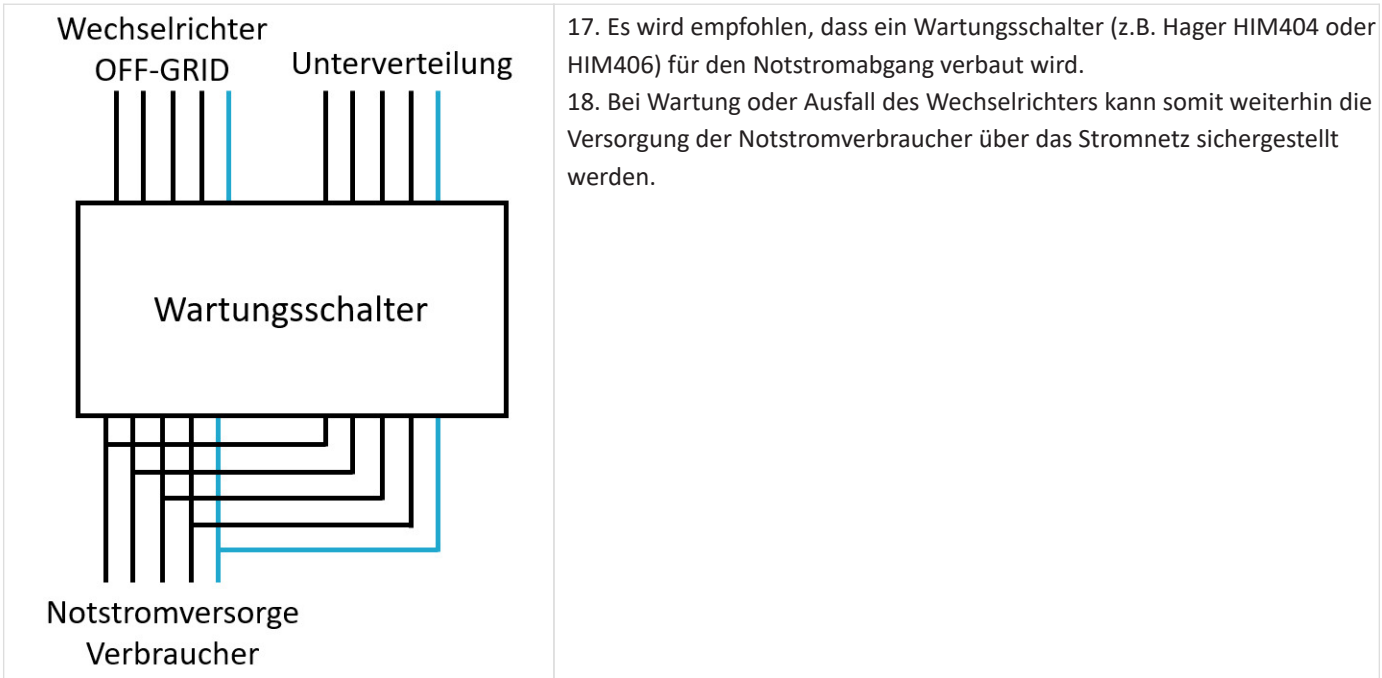 Wechselrichter
OFF-GRID
Unterverteilung
Wartungsschalter
Notstromversorge
Verbraucher
17. Es wird empfohlen, dass ein Wartungsschalter (z.B. Hager HIM404 oder
HIM406) für den Notstromabgang verbaut wird.
18. Bei Wartung oder Ausfall des Wechselrichters kann somit weiterhin die
Versorgung der Notstromverbraucher über das Stromnetz sichergestellt
werden.